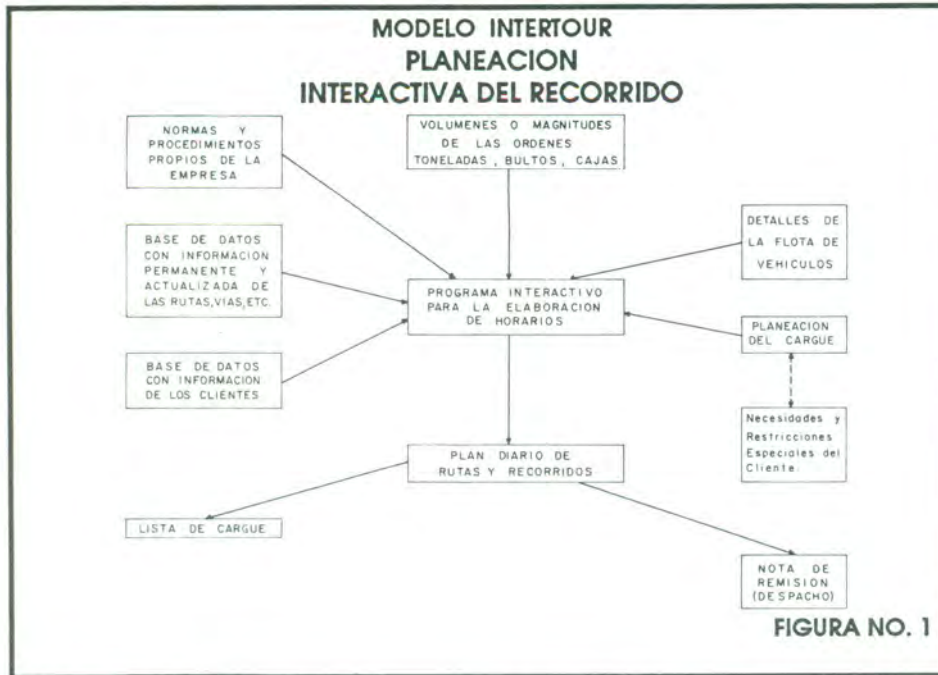 MODELO INTERTOUR
PLANEACION
INTERACTIVA DEL RECORRIDO
NORMAS Y
PROCEDIMIENTOS
PROPIOS DE LA
EMPRESA
VOLUMENES O MAGNITUDES
DE LAS ORDENES
TONELADAS, BULTOS, CAJAS
DETALLES DE
LA FLOTA DE
VEHICULOS
BASE DE DATOS
CON INFORMACION
PERMANENTE Y
ACTUALIZADA DE
LAS RUTAS, VIAS, ETC.
PROGRAMA INTERACTIVO
PARA LA ELABORACION
DE HORARIOS
PLANEACION
DEL CARGUE
BASE DE DATOS
CON INFORMACION
DE LOS CLIENTES
Necesidades y
Restricciones
Especiales del
Cliente.
PLAN DIARIO DE
RUTAS Y RECORRIDOS
LISTA DE CARGUE
NOTA DE
REMISION
(DESPACHO)
FIGURA NO. 1